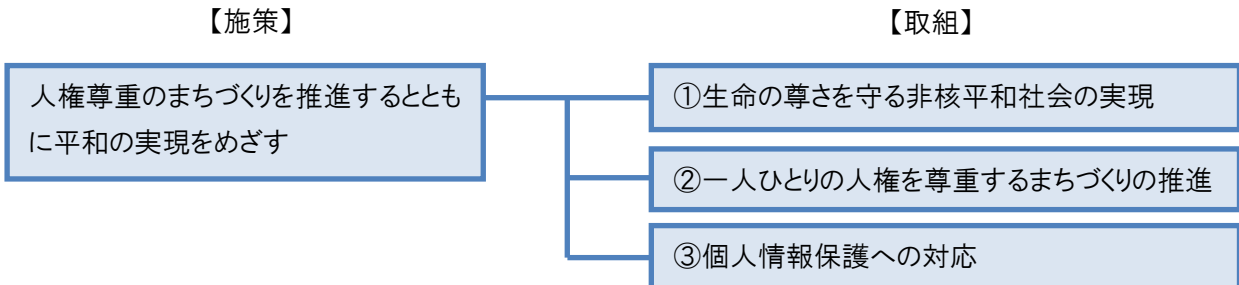 【施策】
【取組】
人権尊重のまちづくりを推進するととも
に平和の実現をめざす
①生命の尊さを守る非核平和社会の実現
②一人ひとりの人権を尊重するまちづくりの推進
③個人情報保護への対応